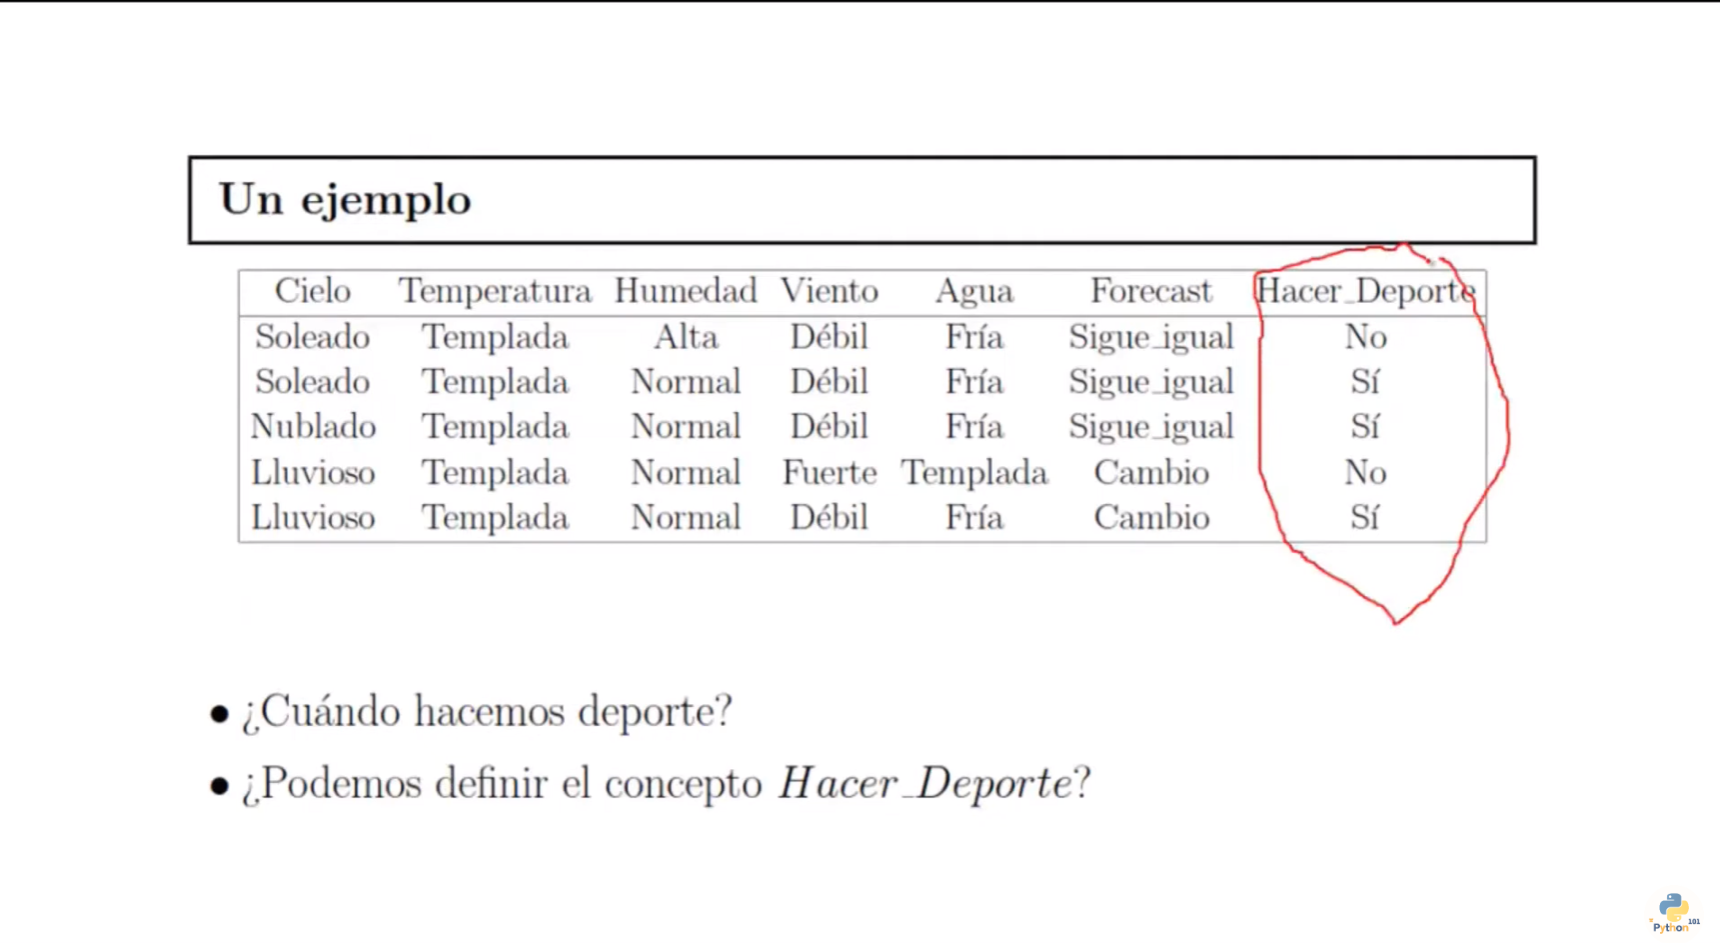 Un ejemplo
Cielo Temperatura Humedad Viento Agua Forecast Hacer_Deporte
Soleado Templada Alta Débil Fría Sigue_igual No
Soleado Templada Normal Débil Fría Sigue_igual Sí
Nublado Templada Normal Débil Fría Sigue_igual Sí
Lluvioso Templada Normal Fuerte Templada Cambio No
Lluvioso Templada Normal Débil Fría Cambio Sí
• ¿Cuándo hacemos deporte?
• ¿Podemos definir el concepto Hacer_Deporte?
101
Python